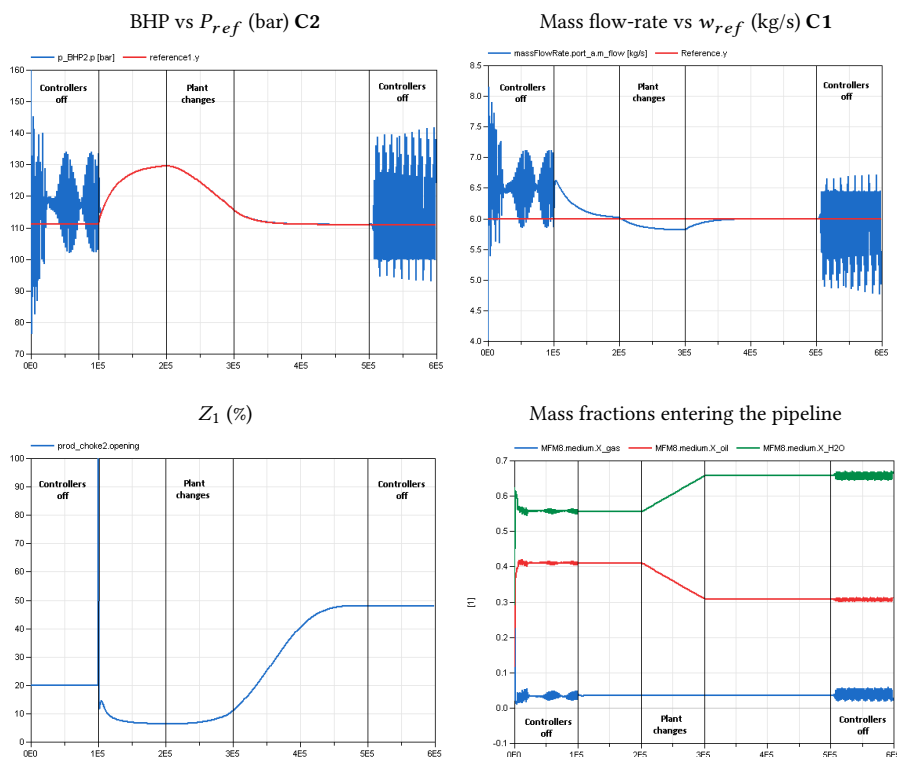 BHP vs P_ref (bar) C2
p_BHP2.p [bar] reference1.y
160
150
140
130
120
110
100
90
80
70
Controllers off
Plant changes
Controllers off
0E0 1E5 2E5 3E5 4E5 5E5 6E5
Mass flow-rate vs w_ref (kg/s) C1
massFlowRate.port_a.m_flow [kg/s] Reference.y
8.5
8.0
7.5
7.0
6.5
6.0
5.5
5.0
4.5
4.0
Controllers off
Plant changes
Controllers off
0E0 1E5 2E5 3E5 4E5 5E5 6E5
Z_1 (%)
prod_choke2.opening
100
80
60
40
20
0
Controllers off
Plant changes
Controllers off
0E0 1E5 2E5 3E5 4E5 5E5 6E5
Mass fractions entering the pipeline
MFM8.medium.X_gas MFM8.medium.X_oil MFM8.medium.X_H2O
0.7
0.6
0.5
0.4
0.3
0.2
0.1
0.0
-0.1
[1]
Controllers off
Plant changes
Controllers off
0E0 1E5 2E5 3E5 4E5 5E5 6E5